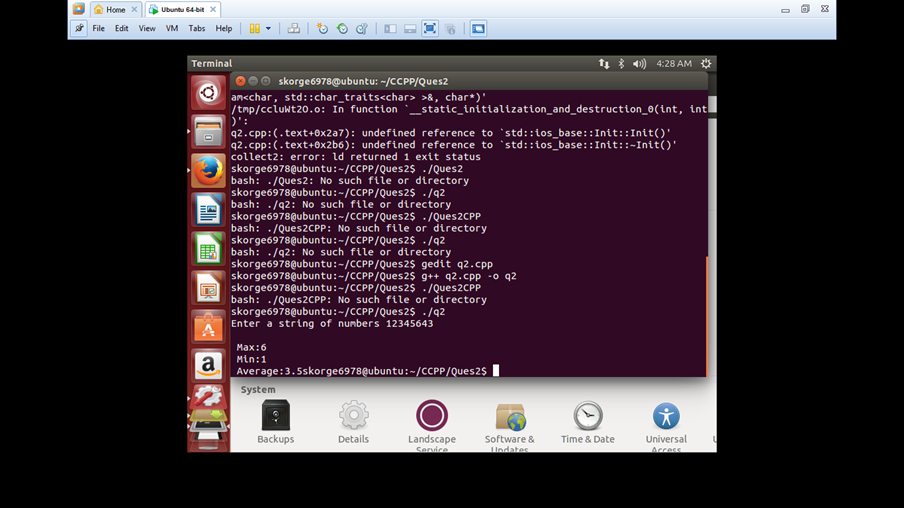 Home
Ubuntu 64-bit
File Edit View VM Tabs Help
Terminal
4:28 AM
skorge6978@ubuntu: ~/CCPP/Ques2
am<char, std::char_traits<char> >&, char*)'
/tmp/ccluWt2O.o: In function `__static_initialization_and_destruction_0(int, int
)':
q2.cpp:(.text+0x2a7): undefined reference to `std::ios_base::Init::Init()'
q2.cpp:(.text+0x2b6): undefined reference to `std::ios_base::Init::~Init()'
collect2: error: ld returned 1 exit status
skorge6978@ubuntu:~/CCPP/Ques2$ ./Ques2
bash: ./Ques2: No such file or directory
skorge6978@ubuntu:~/CCPP/Ques2$ ./q2
bash: ./q2: No such file or directory
skorge6978@ubuntu:~/CCPP/Ques2$ ./Ques2CPP
bash: ./Ques2CPP: No such file or directory
skorge6978@ubuntu:~/CCPP/Ques2$ ./q2
bash: ./q2: No such file or directory
skorge6978@ubuntu:~/CCPP/Ques2$ gedit q2.cpp
skorge6978@ubuntu:~/CCPP/Ques2$ g++ q2.cpp -o q2
skorge6978@ubuntu:~/CCPP/Ques2$ ./Ques2CPP
bash: ./Ques2CPP: No such file or directory
skorge6978@ubuntu:~/CCPP/Ques2$ ./q2
Enter a string of numbers 12345643
Max:6
Min:1
Average:3.5skorge6978@ubuntu:~/CCPP/Ques2$
System
Backups
Details
Landscape
Service
Software &
Updates
Time & Date
Universal
Access